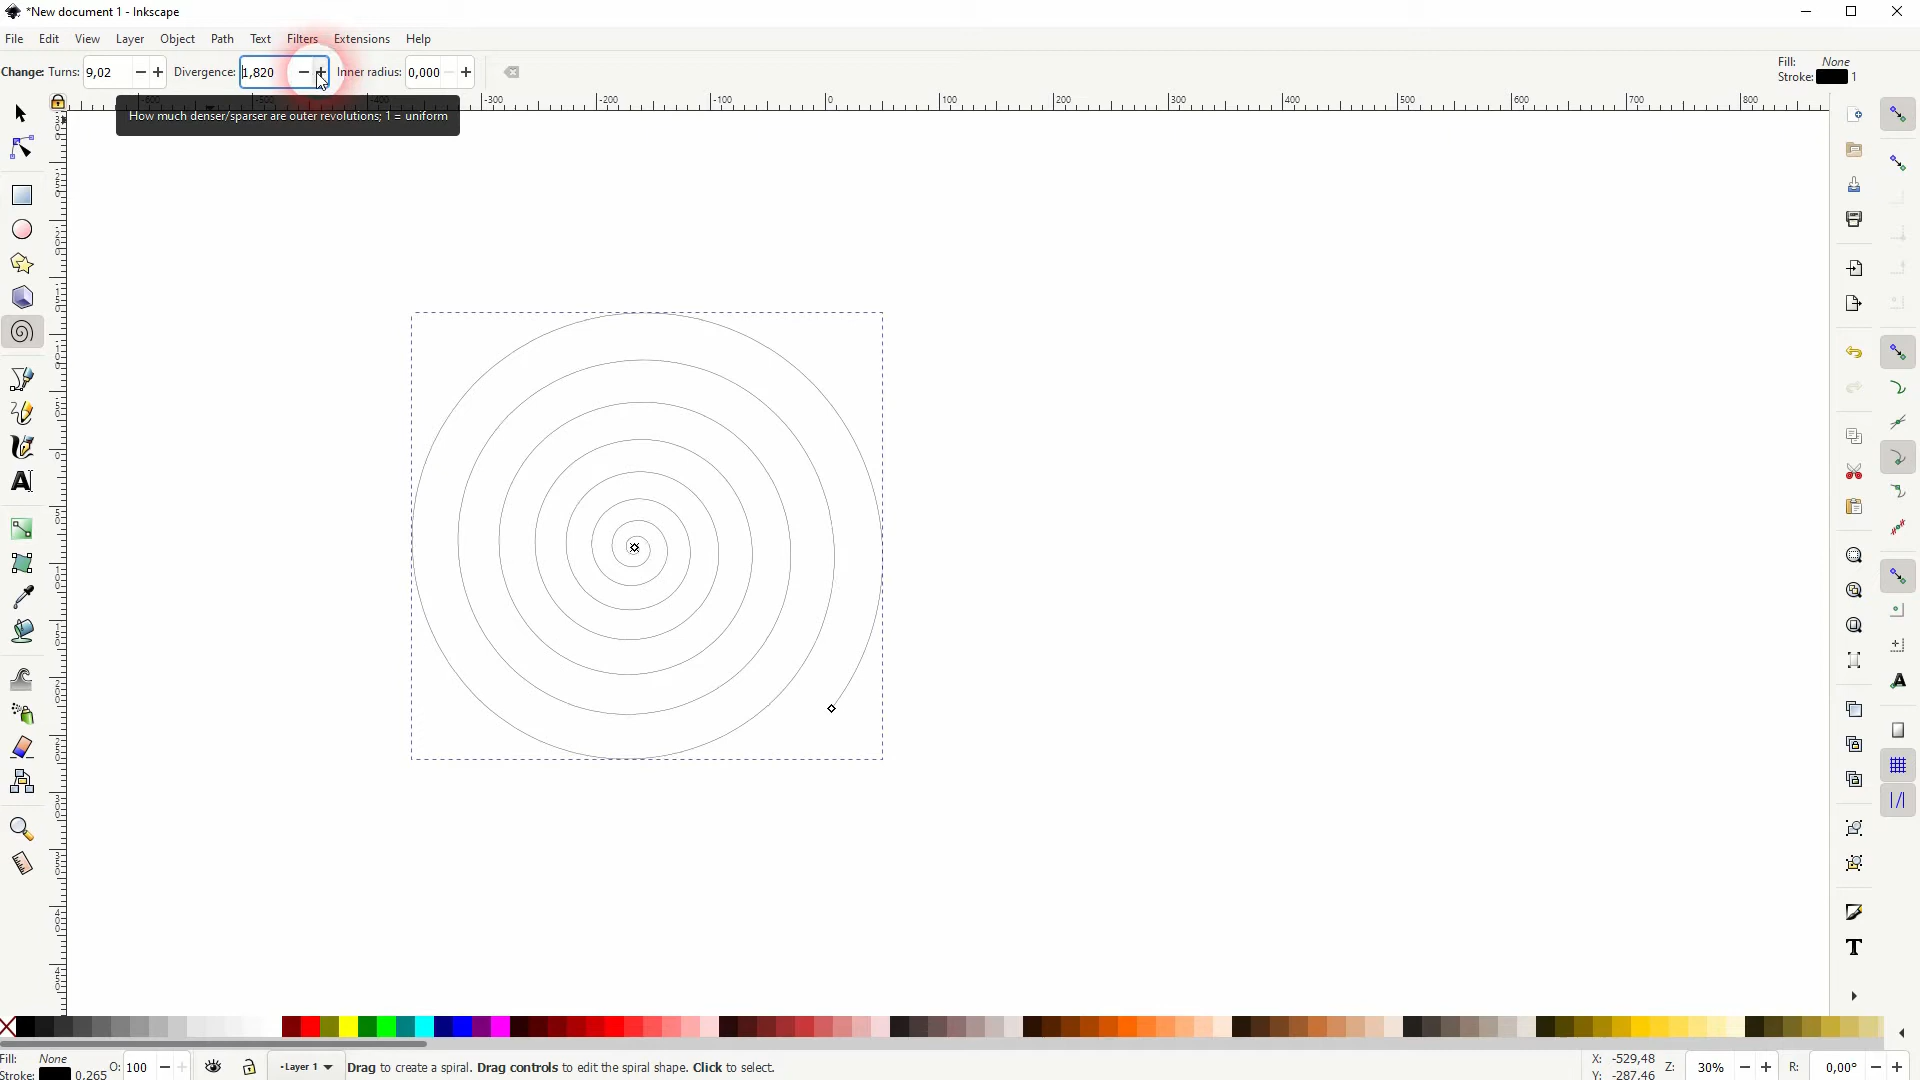 *New document 1 - Inkscape
File Edit View Layer Object Path Text Filters Extensions Help
Change: Turns: 9,02 Divergence: 1,820 Inner radius: 0,000
Fill: None
Stroke: 1
How much denser/sparser are outer revolutions; 1 = uniform
-600 -500 -400 -300 -200 -100 0 100 200 300 400 500 600 700 800
Fill: None
Stroke: 0,265
O: 100
-Layer 1
Drag to create a spiral. Drag controls to edit the spiral shape. Click to select.
X: -529,48
Y: -287,46
Z: 30%
R: 0,00°